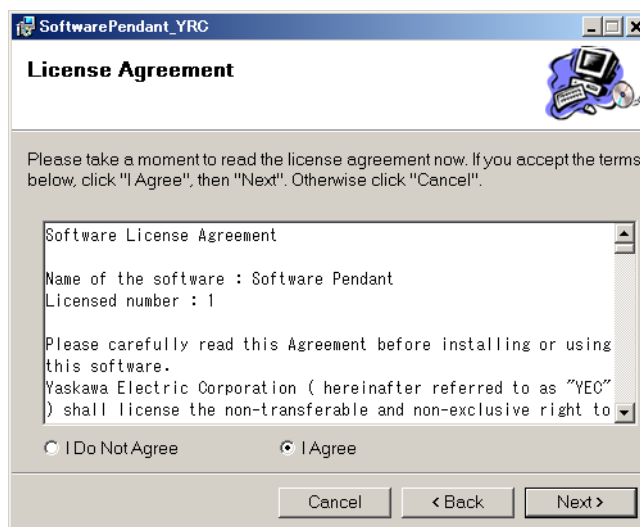 SoftwarePendant_YRC
License Agreement
Please take a moment to read the license agreement now. If you accept the terms
below, click "I Agree", then "Next". Otherwise click "Cancel".
Software License Agreement
Name of the software : Software Pendant
Licensed number : 1
Please carefully read this Agreement before installing or using
this software.
Yaskawa Electric Corporation ( hereinafter referred to as "YEC"
) shall license the non-transferable and non-exclusive right to
I Do Not Agree
I Agree
Cancel
< Back
Next >